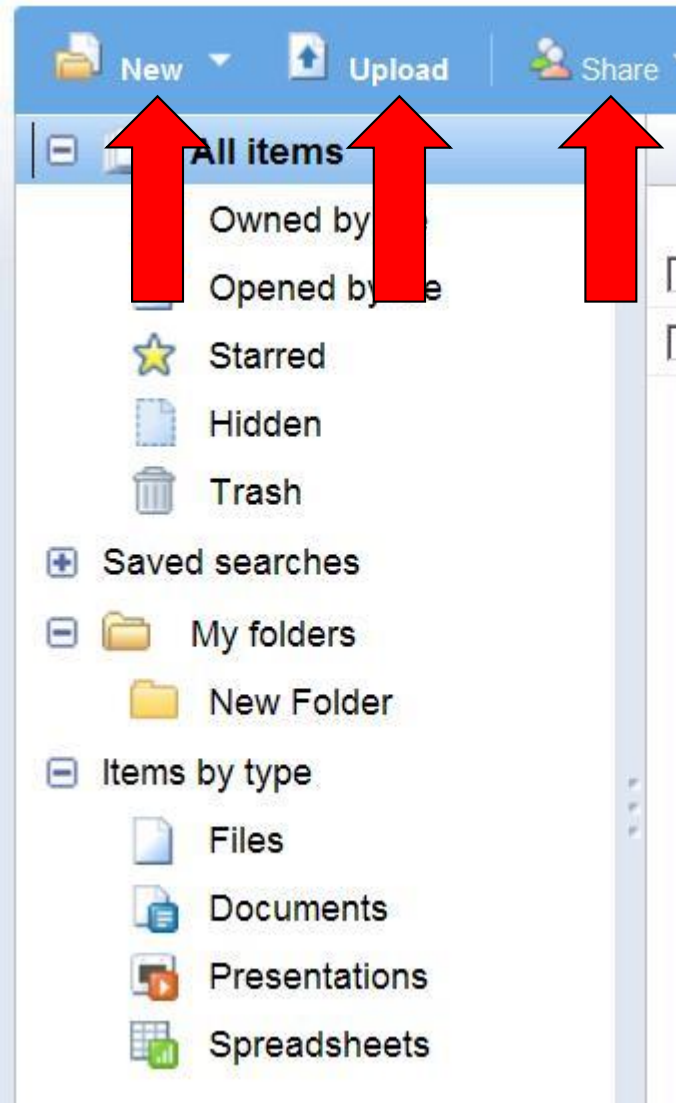 New Upload Share
All items
Owned by
Opened by
Starred
Hidden
Trash
Saved searches
My folders
New Folder
Items by type
Files
Documents
Presentations
Spreadsheets